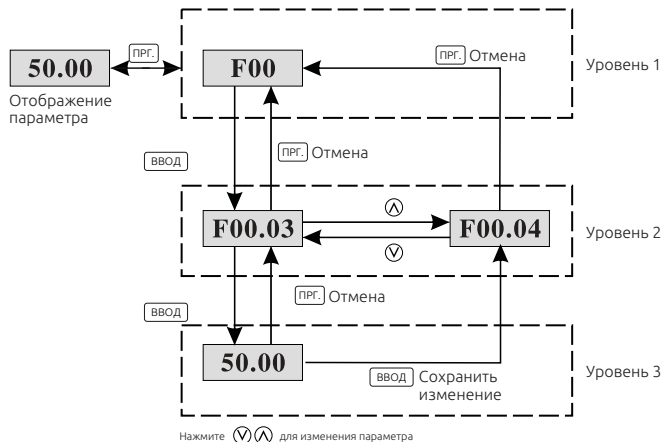 ПРГ. Отмена
50.00
ПРГ.
F00
Уровень 1
Отображение
параметра
ПРГ. Отмена
ВВОД
F00.03
F00.04
Уровень 2
ПРГ. Отмена
ВВОД
50.00
Уровень 3
ВВОД Сохранить
изменение
Нажмите для изменения параметра